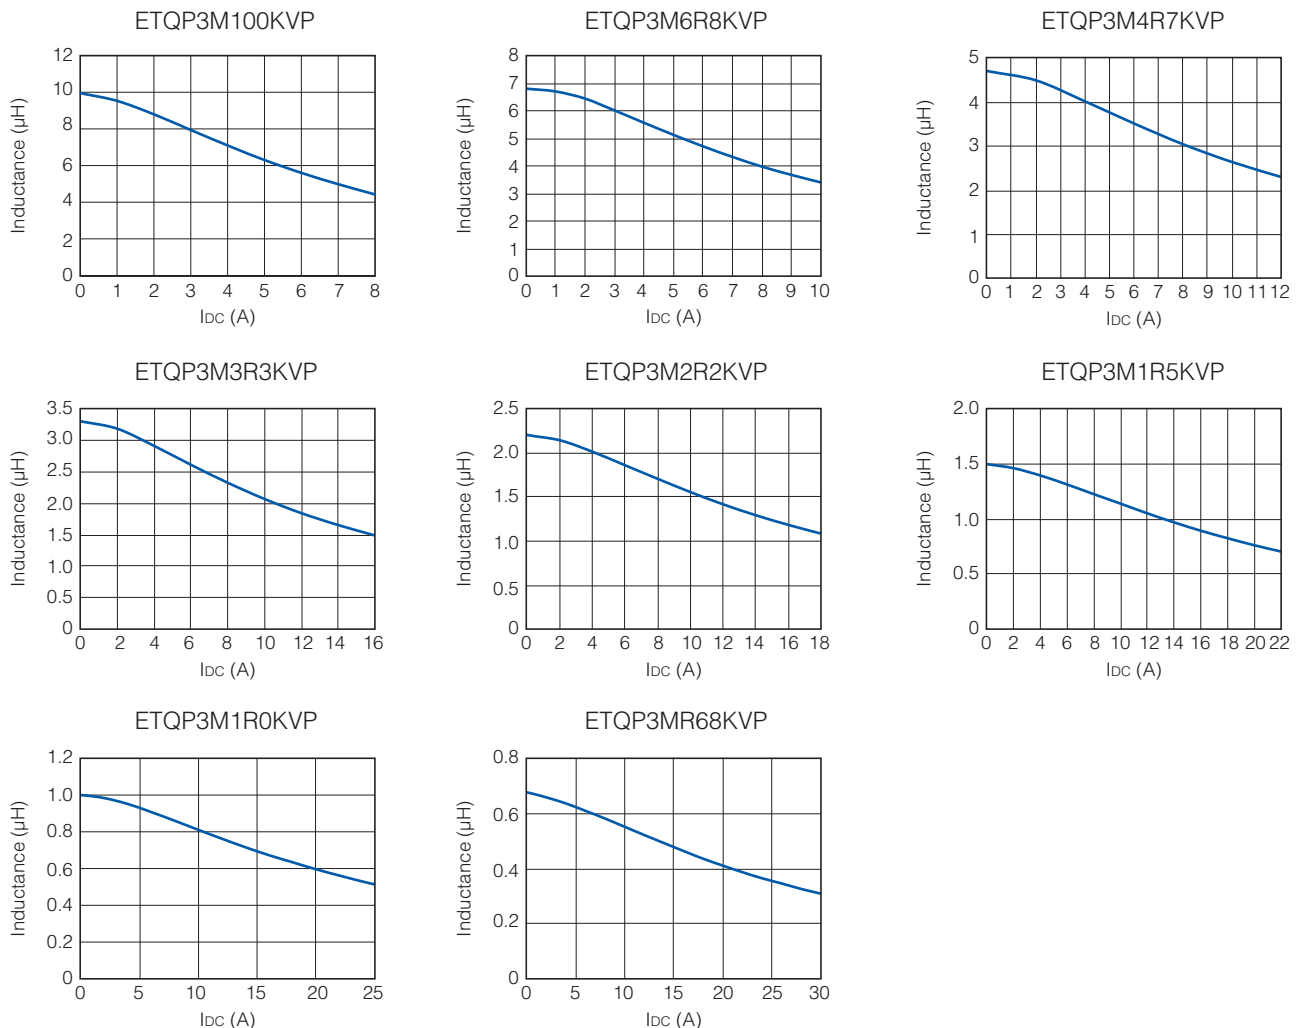 ETQP3M100KVP
Inductance (µH)
12
10
8
6
4
2
0
0 1 2 3 4 5 6 7 8
IDC (A)
ETQP3M6R8KVP
Inductance (µH)
8
7
6
5
4
3
2
1
0
0 1 2 3 4 5 6 7 8 9 10
IDC (A)
ETQP3M4R7KVP
Inductance (µH)
5
4
3
2
1
0
0 1 2 3 4 5 6 7 8 9 10 11 12
IDC (A)
ETQP3M3R3KVP
Inductance (µH)
3.5
3.0
2.5
2.0
1.5
1.0
0.5
0
0 2 4 6 8 10 12 14 16
IDC (A)
ETQP3M2R2KVP
Inductance (µH)
2.5
2.0
1.5
1.0
0.5
0
0 2 4 6 8 10 12 14 16 18
IDC (A)
ETQP3M1R5KVP
Inductance (µH)
2.0
1.5
1.0
0.5
0
0 2 4 6 8 10 12 14 16 18 20 22
IDC (A)
ETQP3M1R0KVP
Inductance (µH)
1.2
1.0
0.8
0.6
0.4
0.2
0
0 5 10 15 20 25
IDC (A)
ETQP3MR68KVP
Inductance (µH)
0.8
0.6
0.4
0.2
0
0 5 10 15 20 25 30
IDC (A)